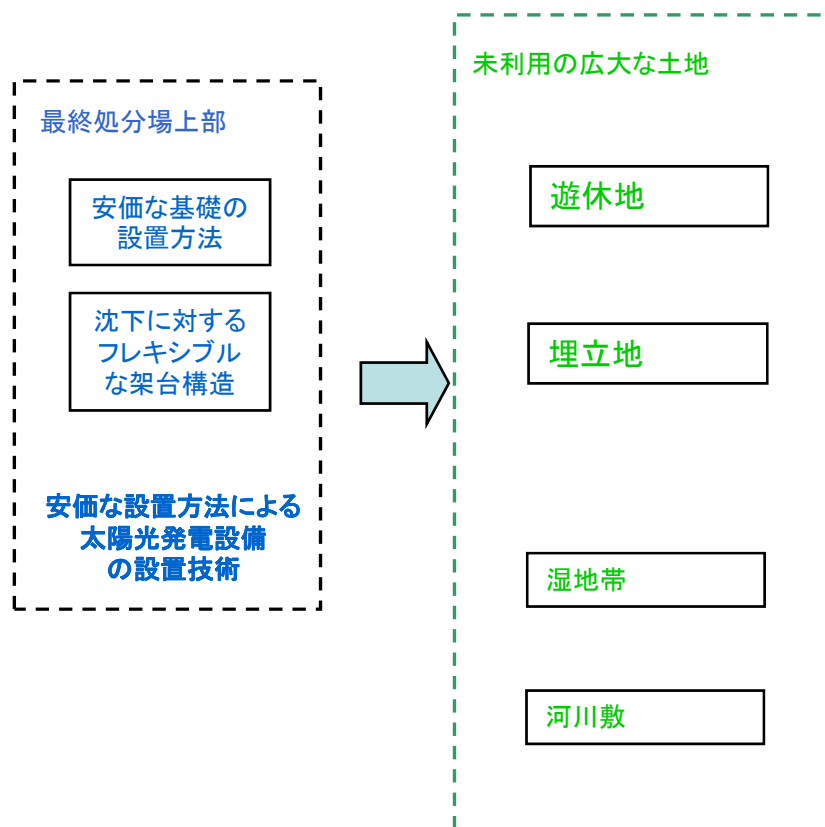 最終処分場上部
安価な基礎の
設置方法
沈下に対する
フレキシブル
な架台構造
安価な設置方法による
太陽光発電設備
の設置技術
未利用の広大な土地
遊休地
埋立地
湿地帯
河川敷